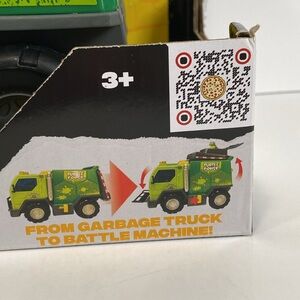 3+
FROM GARBAGE TRUCK
TO BATTLE MACHINE!